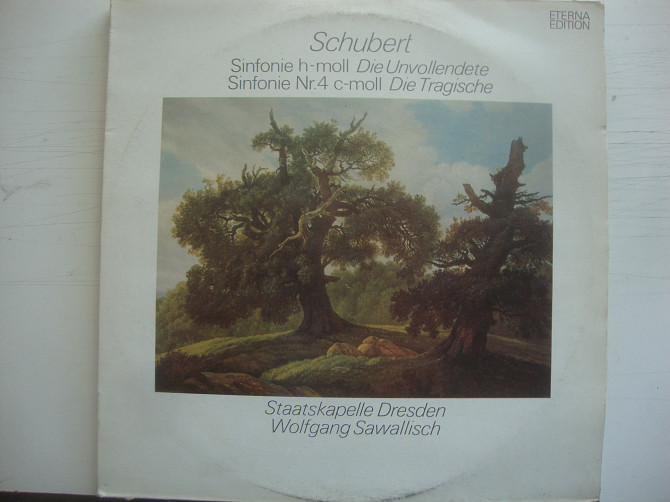 ETERNA
EDITION
Schubert
Sinfonie h-moll Die Unvollendete
Sinfonie Nr.4 c-moll Die Tragische
Staatskapelle Dresden
Wolfgang Sawallisch